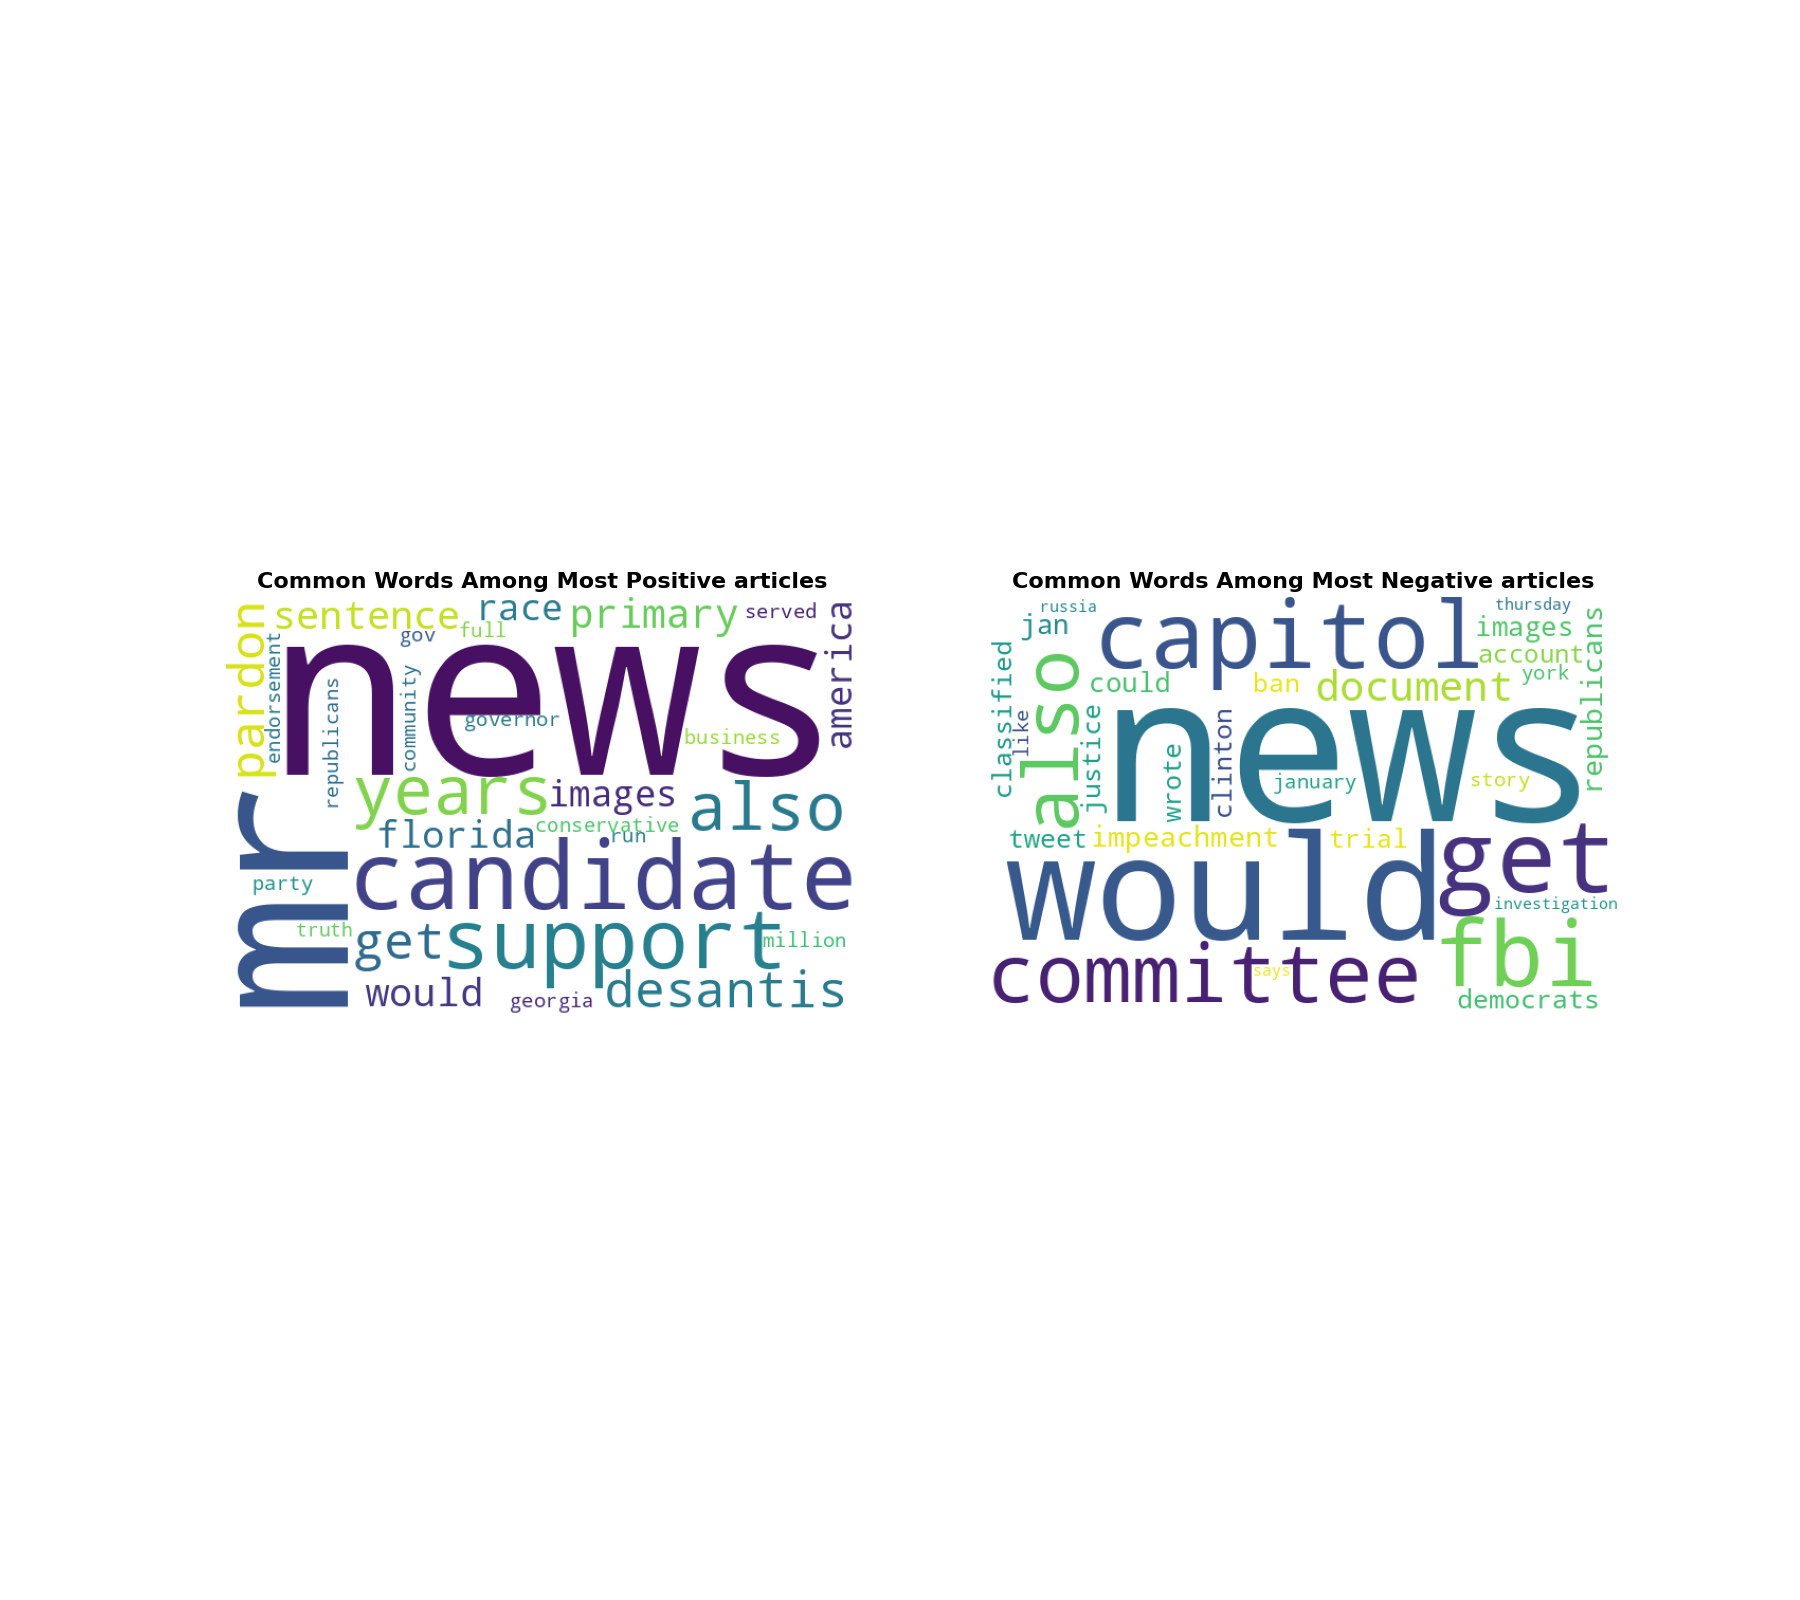 Common Words Among Most Positive articles
pardon
sentence
race
primary
served
america
endorsement
gov
full
news
republicans
community
governor
business
mr
years
images
also
florida
conservative
run
candidate
party
truth
get
support
million
would
georgia
desantis
Common Words Among Most Negative articles
russia
jan
capitol
thursday
images
republicans
classified
also
could
ban
document
account
york
like
justice
news
wrote
clinton
january
story
tweet
impeachment
trial
would
get
investigation
fbi
committee
says
democrats